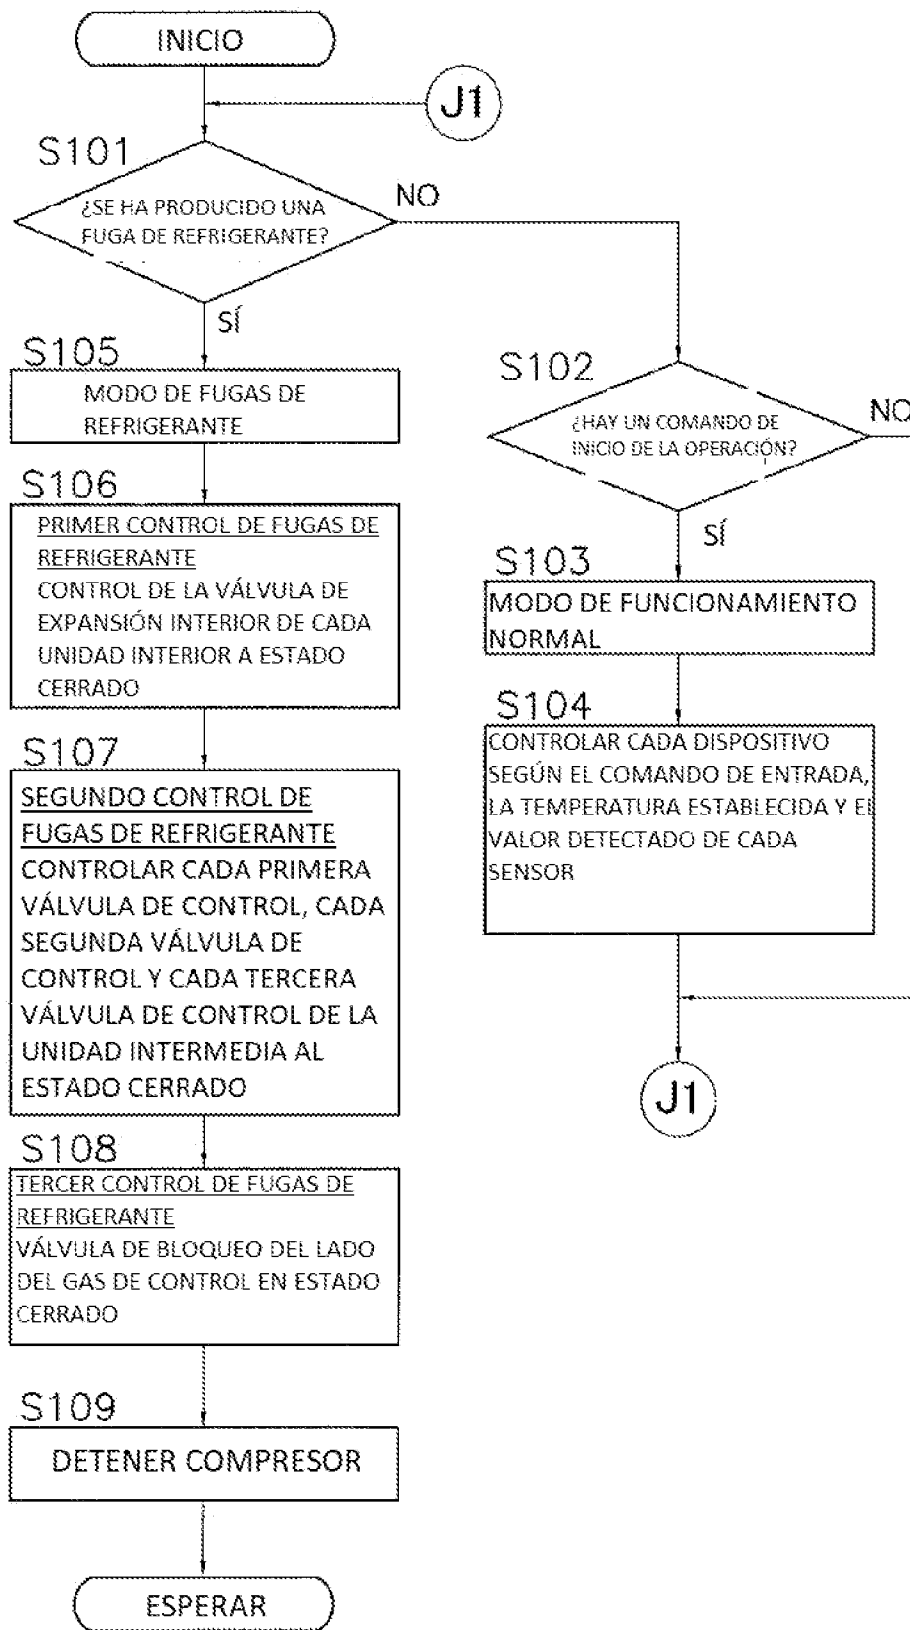 INICIO
J1
S101
¿SE HA PRODUCIDO UNA
FUGA DE REFRIGERANTE?
NO
SÍ
S105
MODO DE FUGAS DE
REFRIGERANTE
S106
PRIMER CONTROL DE FUGAS DE
REFRIGERANTE
CONTROL DE LA VÁLVULA DE
EXPANSIÓN INTERIOR DE CADA
UNIDAD INTERIOR A ESTADO
CERRADO
S107
SEGUNDO CONTROL DE
FUGAS DE REFRIGERANTE
CONTROLAR CADA PRIMERA
VÁLVULA DE CONTROL, CADA
SEGUNDA VÁLVULA DE
CONTROL Y CADA TERCERA
VÁLVULA DE CONTROL DE LA
UNIDAD INTERMEDIA AL
ESTADO CERRADO
S108
TERCER CONTROL DE FUGAS DE
REFRIGERANTE
VÁLVULA DE BLOQUEO DEL LADO
DEL GAS DE CONTROL EN ESTADO
CERRADO
S109
DETENER COMPRESOR
ESPERAR
S102
¿HAY UN COMANDO DE
INICIO DE LA OPERACIÓN?
NO
SÍ
S103
MODO DE FUNCIONAMIENTO
NORMAL
S104
CONTROLAR CADA DISPOSITIVO
SEGÚN EL COMANDO DE ENTRADA,
LA TEMPERATURA ESTABLECIDA Y EL
VALOR DETECTADO DE CADA
SENSOR
J1